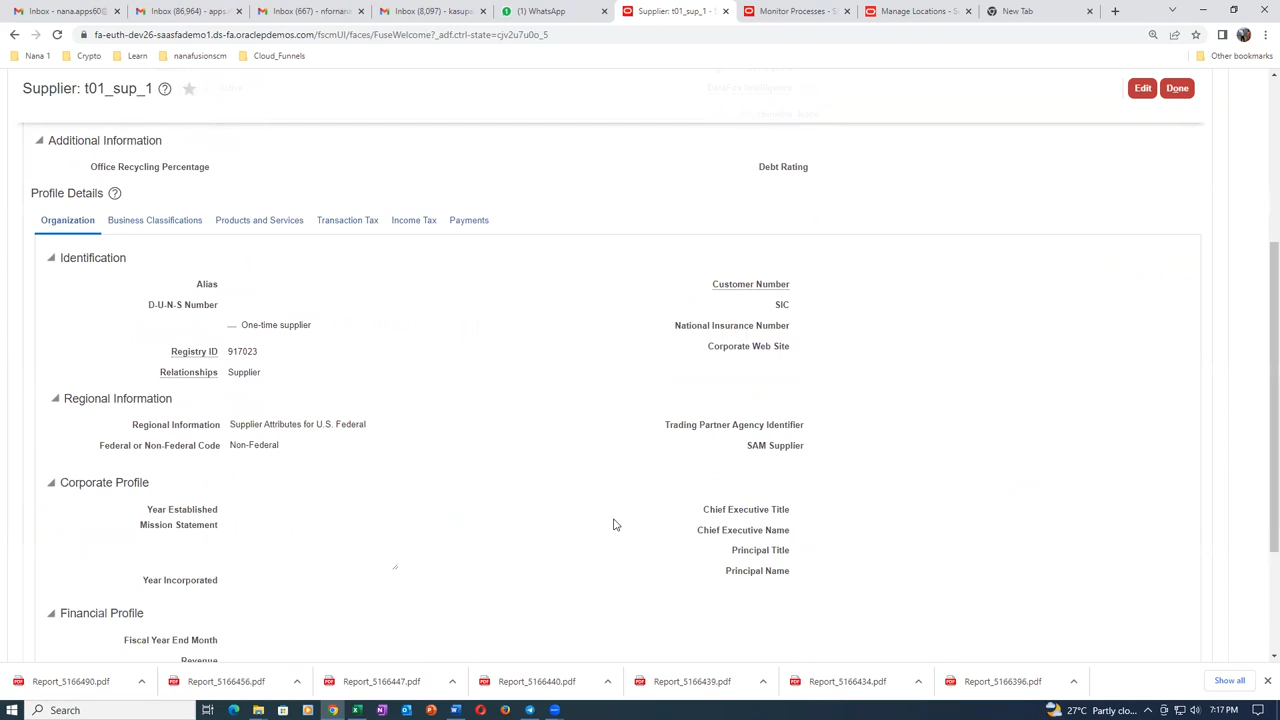 Inbox (10) - nana.apps60@
Inbox (86,964) - apps
Inbox (667) - nfornana
Inbox (8,097) - kasupe
WhatsApp
Supplier: t01_sup_1 -
Monitor Processes - S
Manage Locations - S
New Tab
fa-euth-dev26-saasfademo1.ds-fa.oraclepdemos.com/fscmUI/faces/FuseWelcome?_adf.ctrl-state=cjv2u7u0o_5
Nana 1
Crypto
Learn
nanafusionscm
Cloud_Funnels
Other bookmarks
Supplier: t01_sup_1
Edit
Done
Additional Information
Office Recycling Percentage
Debt Rating
Profile Details
Organization
Business Classifications
Products and Services
Transaction Tax
Income Tax
Payments
Identification
Alias
Customer Number
D-U-N-S Number
SIC
One-time supplier
National Insurance Number
Corporate Web Site
Registry ID 917023
Relationships Supplier
Regional Information
Regional Information Supplier Attributes for U.S. Federal
Trading Partner Agency Identifier
Federal or Non-Federal Code Non-Federal
SAM Supplier
Corporate Profile
Year Established
Chief Executive Title
Mission Statement
Chief Executive Name
Principal Title
Principal Name
Year Incorporated
Financial Profile
Fiscal Year End Month
Revenue
Report_5166490.pdf
Report_5166456.pdf
Report_5166447.pdf
Report_5166440.pdf
Report_5166439.pdf
Report_5166434.pdf
Report_5166396.pdf
Show all
Search
27°C Partly clo
7:17 PM